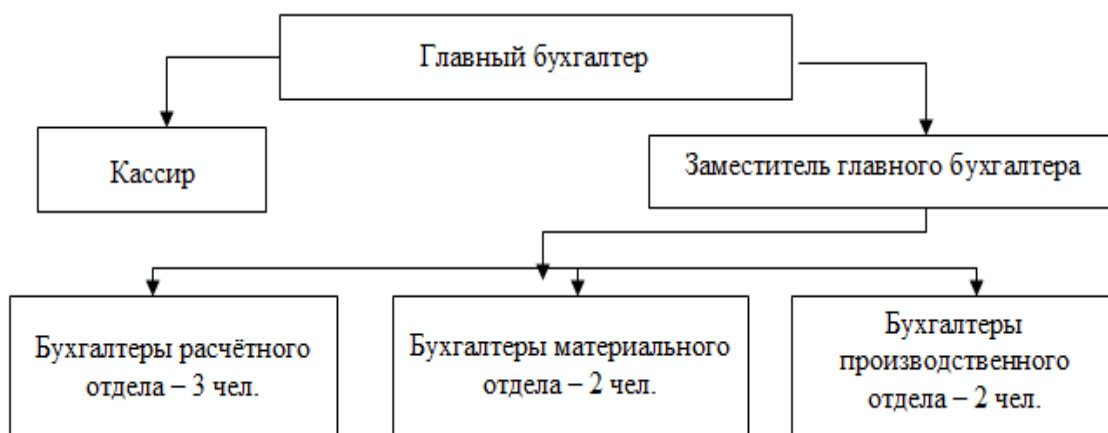 Главный бухгалтер
Кассир
Заместитель главного бухгалтера
Бухгалтеры расчётного
отдела – 3 чел.
Бухгалтеры материального
отдела – 2 чел.
Бухгалтеры
производственного
отдела – 2 чел.